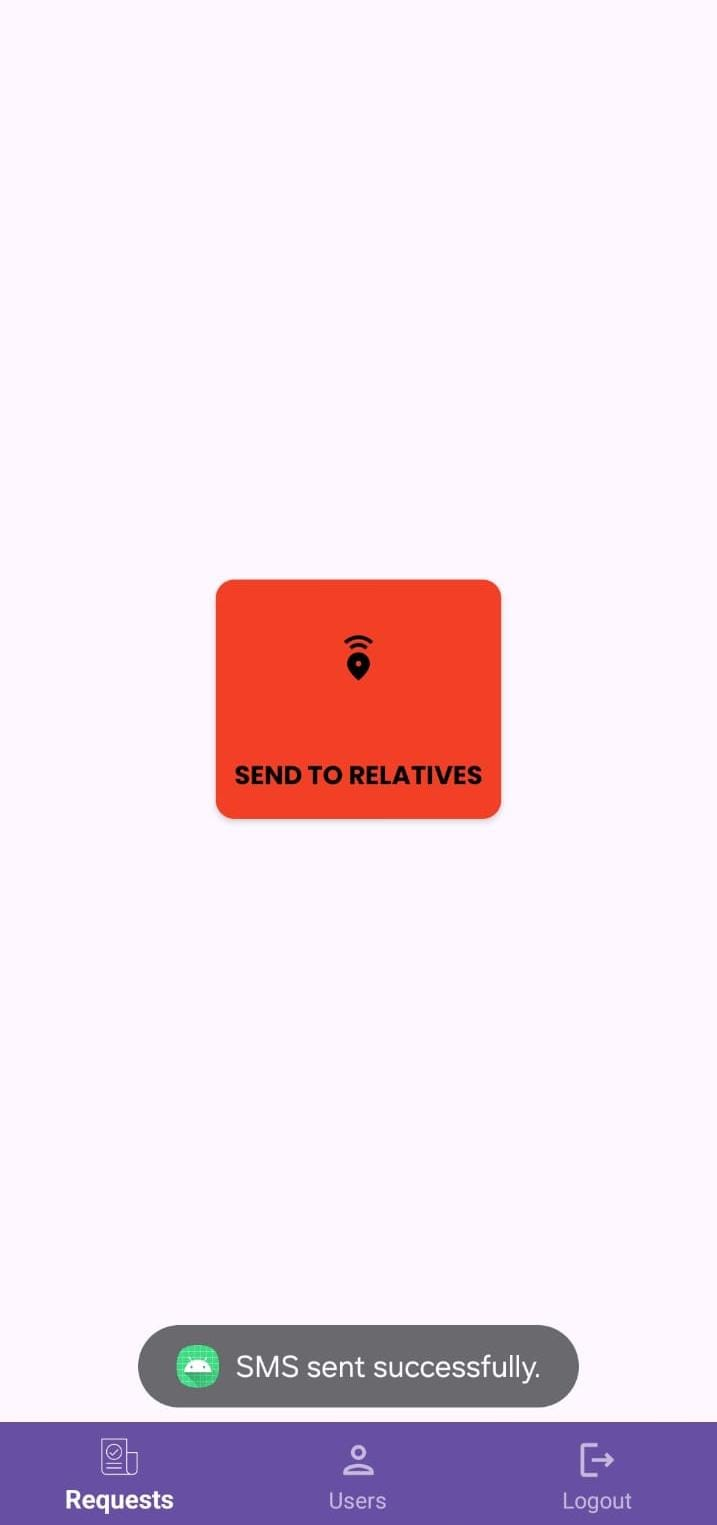 SEND TO RELATIVES
SMS sent successfully.
Requests
Users
Logout